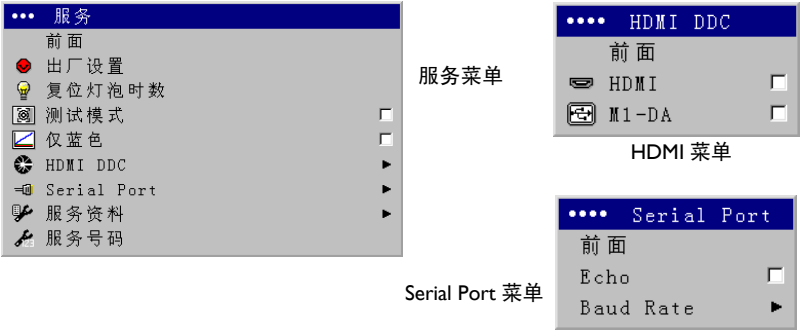 ••• 服务
前面
出厂设置
复位灯泡时数
测试模式
仅蓝色
HDMI DDC
Serial Port
服务资料
服务号码
服务菜单
•••• HDMI DDC
前面
HDMI
M1-DA
HDMI 菜单
•••• Serial Port
前面
Echo
Baud Rate
Serial Port 菜单